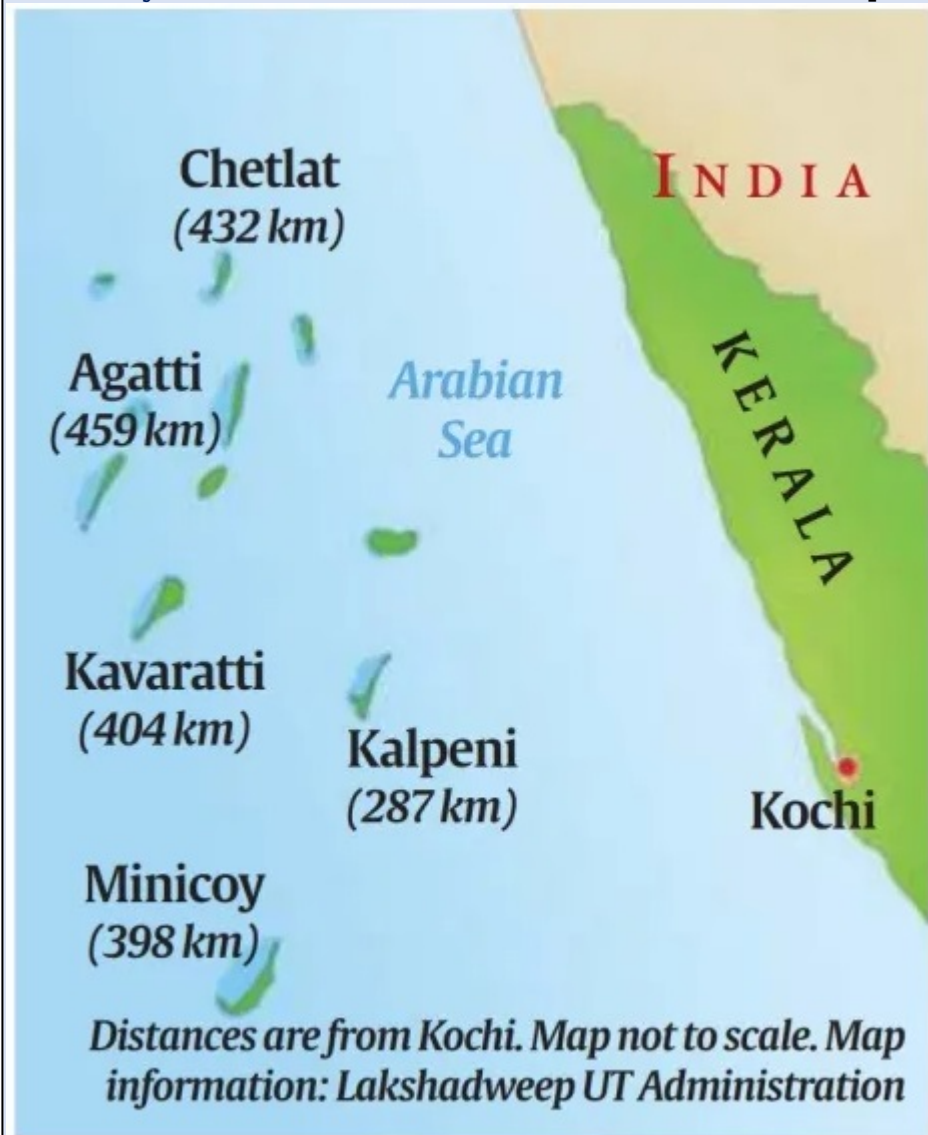 Chetlat
(432 km)
INDIA
Agatti
(459 km)
Arabian
Sea
KERALA
Kavaratti
(404 km)
Kalpeni
(287 km)
Kochi
Minicoy
(398 km)
Distances are from Kochi. Map not to scale. Map
information: Lakshadweep UT Administration